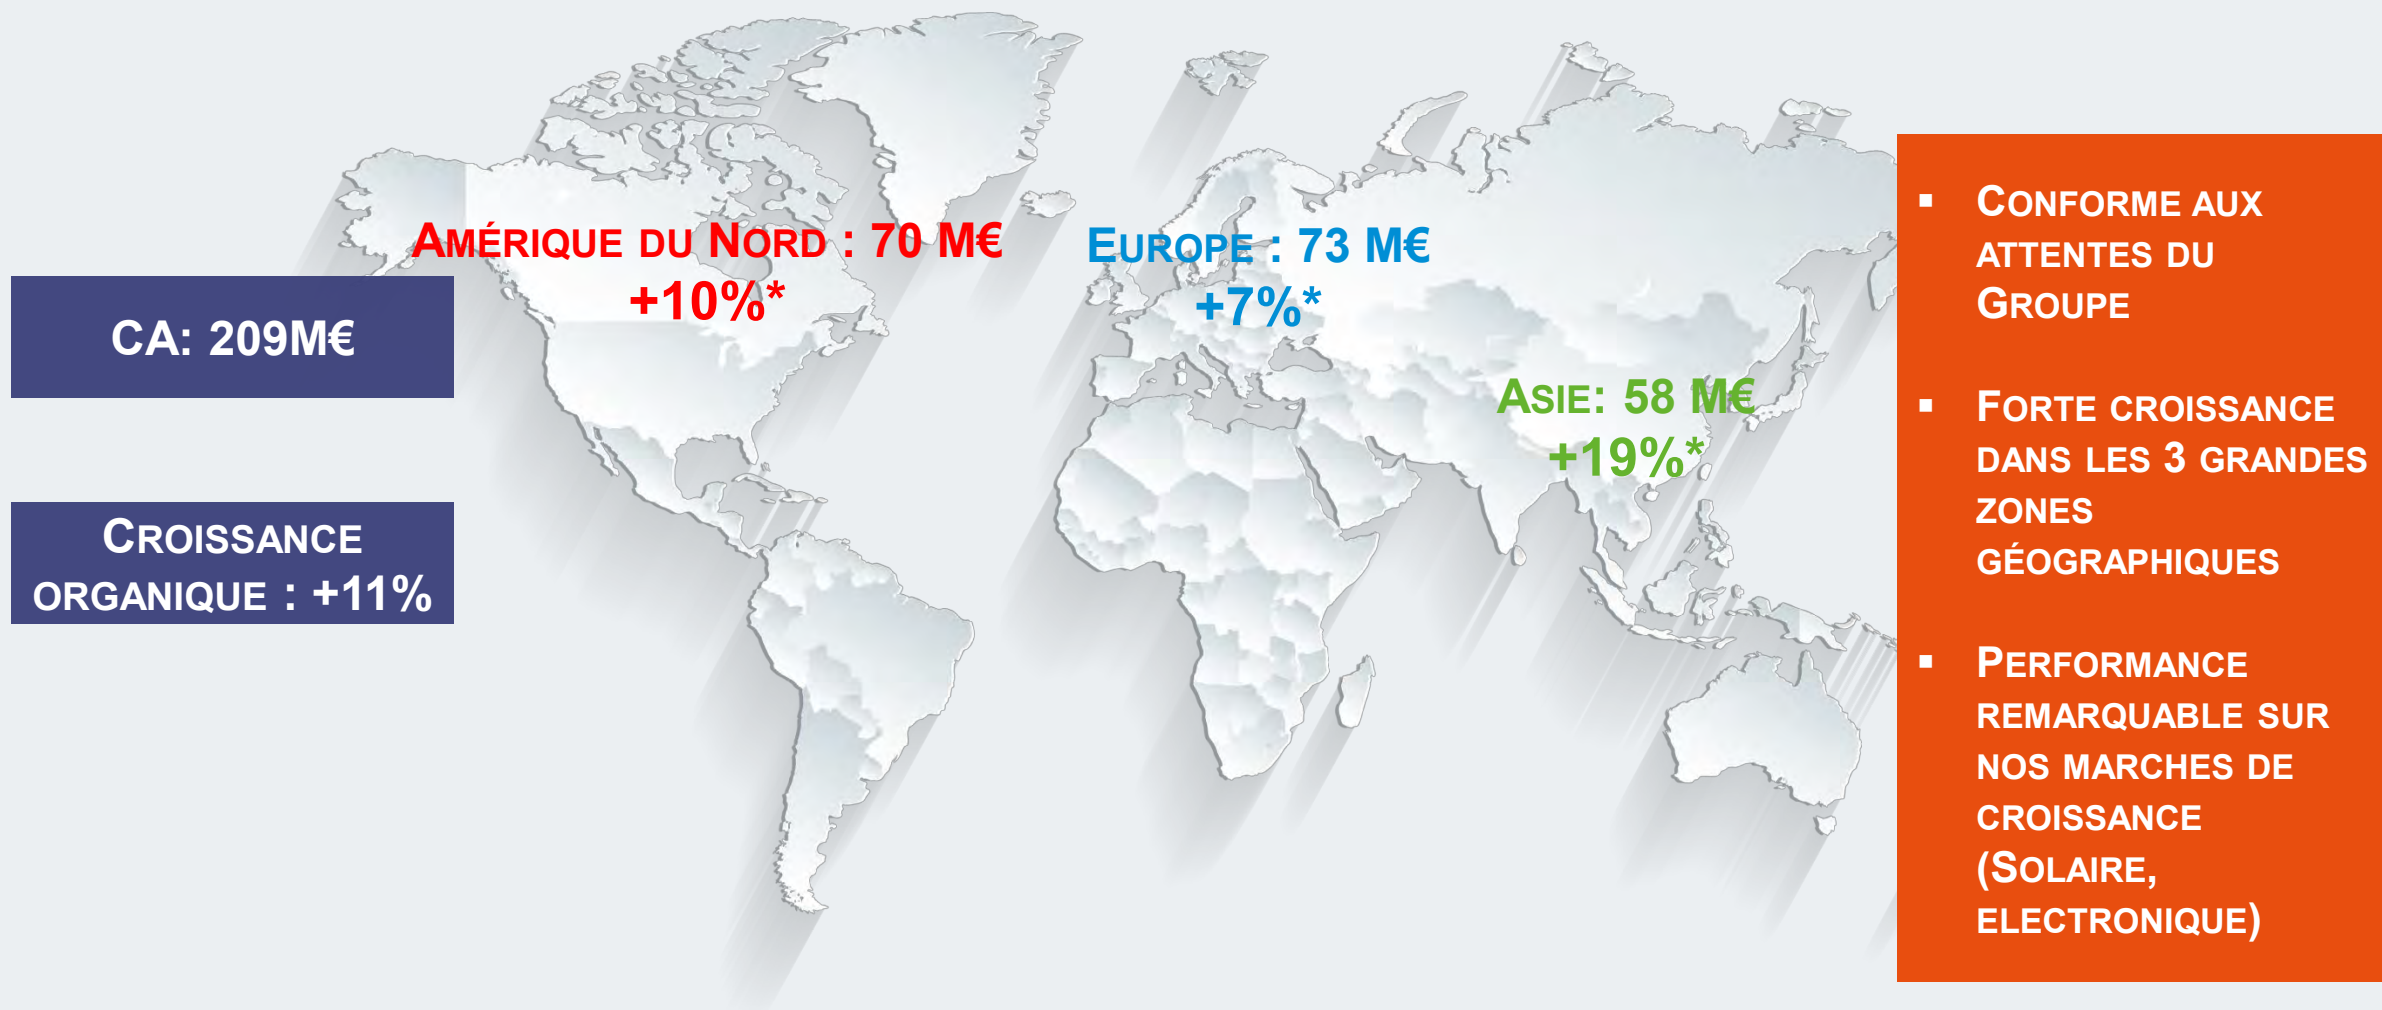 CA: 209M€
CROISSANCE
ORGANIQUE : +11%
AMÉRIQUE DU NORD : 70 M€
+10%*
EUROPE : 73 M€
+7%*
ASIE: 58 M€
+19%*
▪ CONFORME AUX
ATTENTES DU
GROUPE
▪ FORTE CROISSANCE
DANS LES 3 GRANDES
ZONES
GÉOGRAPHIQUES
▪ PERFORMANCE
REMARQUABLE SUR
NOS MARCHES DE
CROISSANCE
(SOLAIRE,
ELECTRONIQUE)